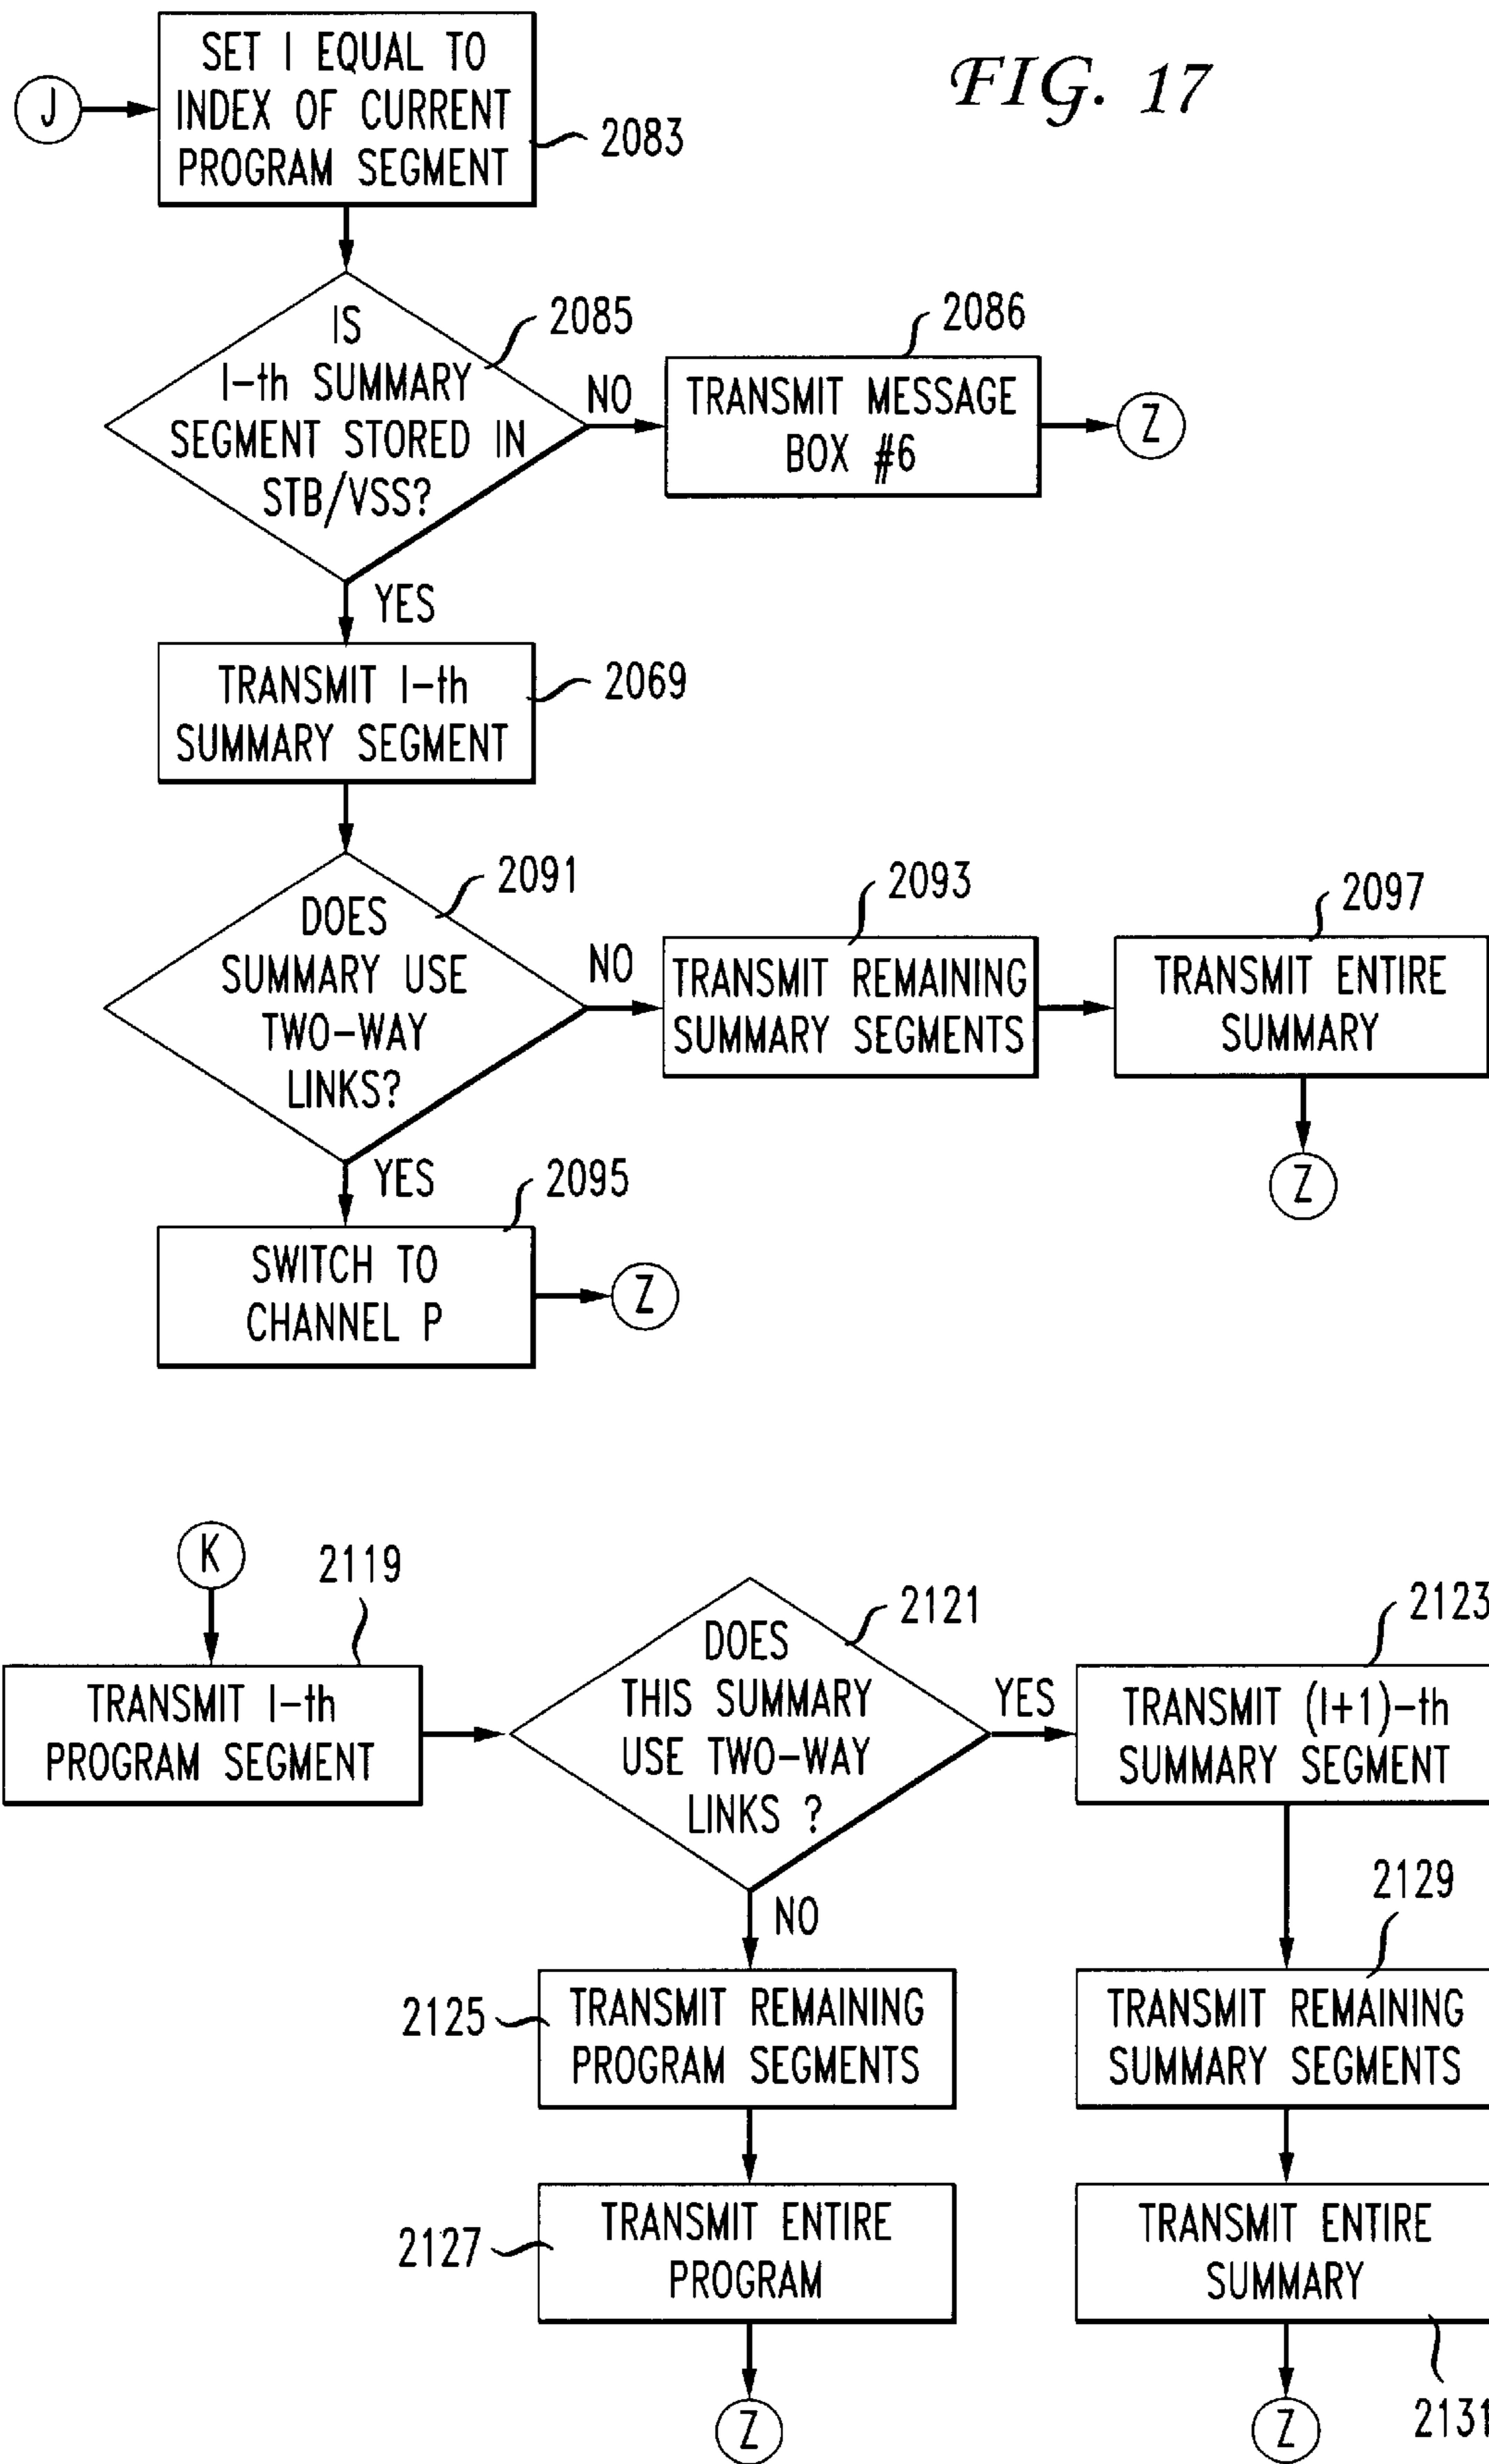 FIG. 17
J
SET I EQUAL TO
INDEX OF CURRENT
PROGRAM SEGMENT
2083
IS
I-th SUMMARY
SEGMENT STORED IN
STB/VSS?
2085
NO
2086
TRANSMIT MESSAGE
BOX #6
Z
YES
TRANSMIT I-th
SUMMARY SEGMENT
2069
DOES
SUMMARY USE
TWO-WAY
LINKS?
2091
NO
2093
TRANSMIT REMAINING
SUMMARY SEGMENTS
2097
TRANSMIT ENTIRE
SUMMARY
Z
YES
2095
SWITCH TO
CHANNEL P
Z
K
2119
TRANSMIT I-th
PROGRAM SEGMENT
DOES
THIS SUMMARY
USE TWO-WAY
LINKS ?
2121
YES
2123
TRANSMIT (I+1)-th
SUMMARY SEGMENT
NO
2125
TRANSMIT REMAINING
PROGRAM SEGMENTS
2129
TRANSMIT REMAINING
SUMMARY SEGMENTS
2127
TRANSMIT ENTIRE
PROGRAM
TRANSMIT ENTIRE
SUMMARY
2131
Z
Z